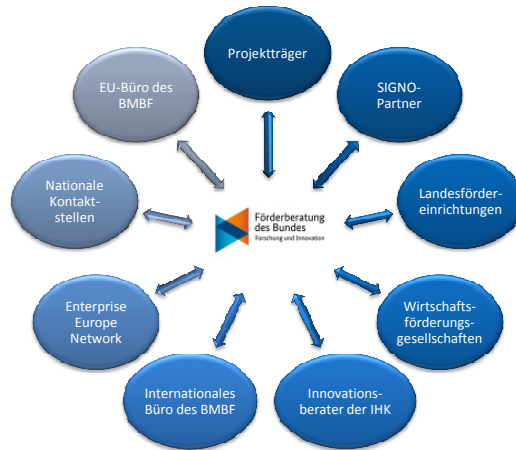 Projektträger
SIGNO-
Partner
Landesförder-
einrichtungen
Wirtschafts-
förderungs-
gesellschaften
Innovations-
berater der IHK
Internationales
Büro des BMBF
Enterprise
Europe
Network
Nationale
Kontakt-
stellen
EU-Büro des
BMBF
Förderberatung
des Bundes
Forschung und Innovation